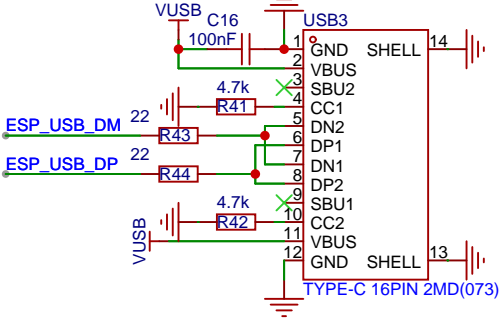 VUSB
C16
100nF
USB3
1 GND SHELL 14
2 VBUS
3 SBU2
4.7k
R41
4 CC1
22
ESP_USB_DM
R43
5 DN2
6 DP1
22
ESP_USB_DP
R44
7 DN1
8 DP2
9 SBU1
4.7k
R42
10 CC2
VUSB
11 VBUS
12 GND SHELL 13
TYPE-C 16PIN 2MD(073)